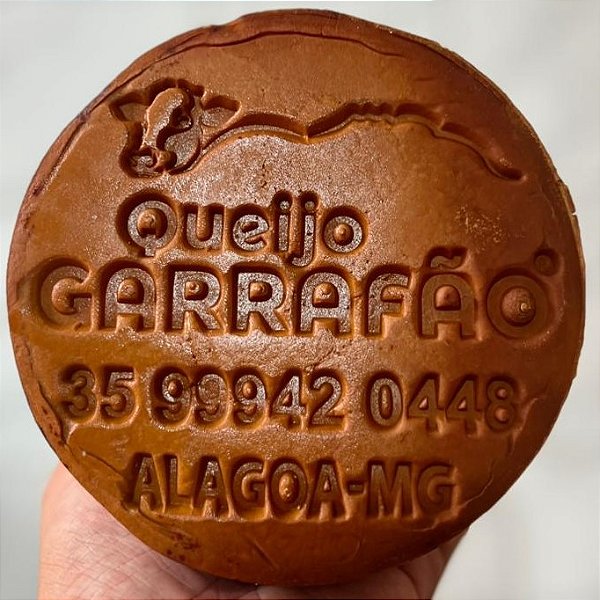 Queijo
GARRAFÃO
35 99942 0448
ALAGOA-MG